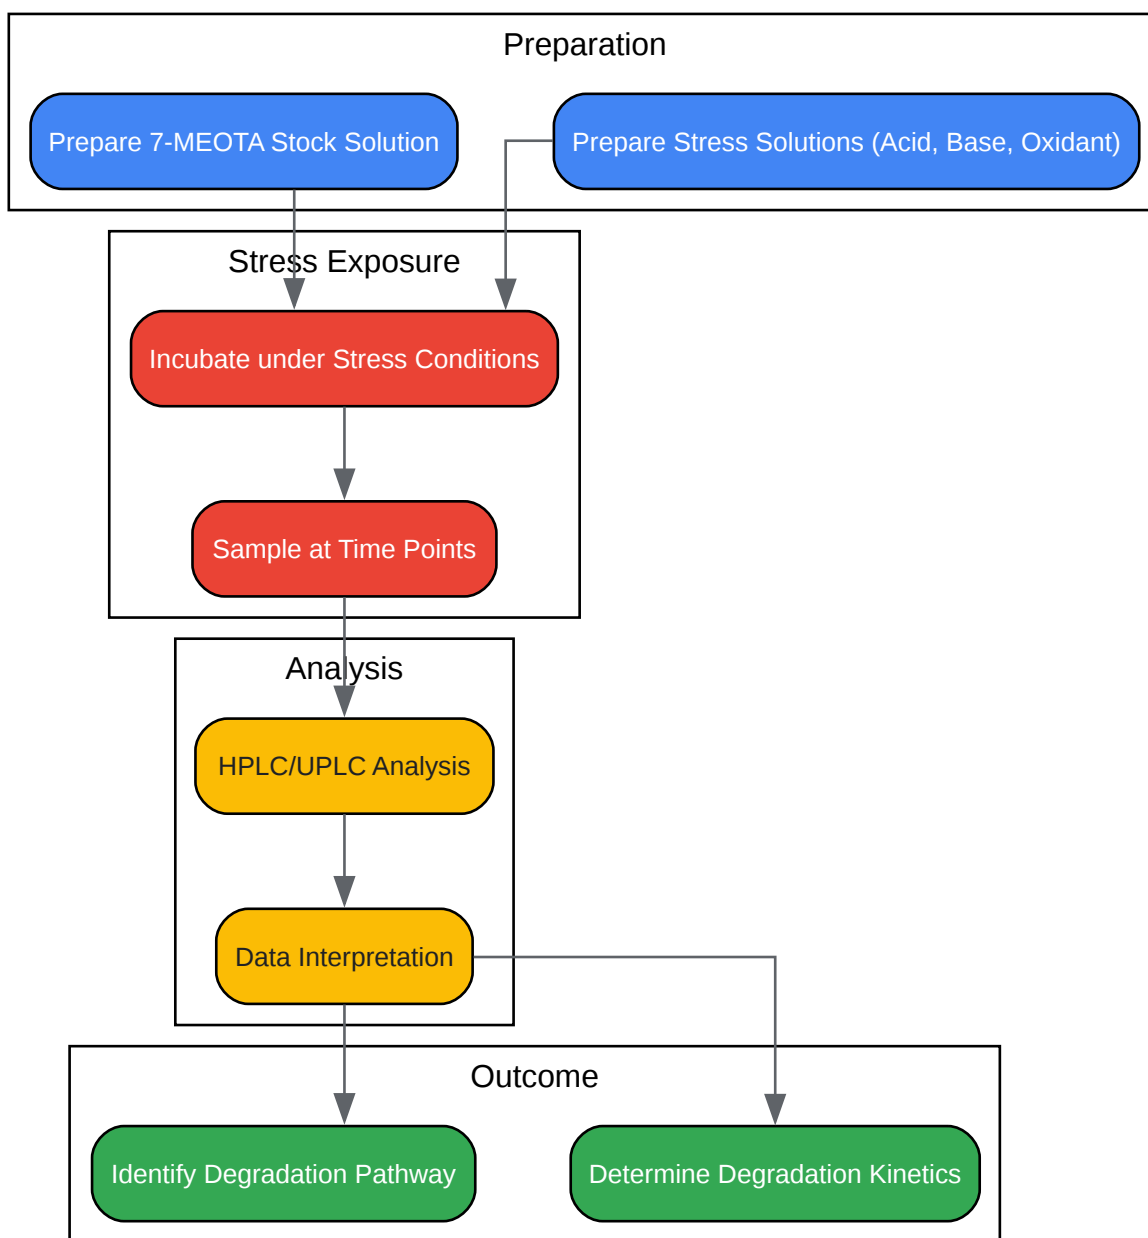 Preparation
Prepare 7-MEOTA Stock Solution
Prepare Stress Solutions (Acid, Base, Oxidant)
Stress Exposure
Incubate under Stress Conditions
Sample at Time Points
Analysis
HPLC/UPLC Analysis
Data Interpretation
Outcome
Identify Degradation Pathway
Determine Degradation Kinetics